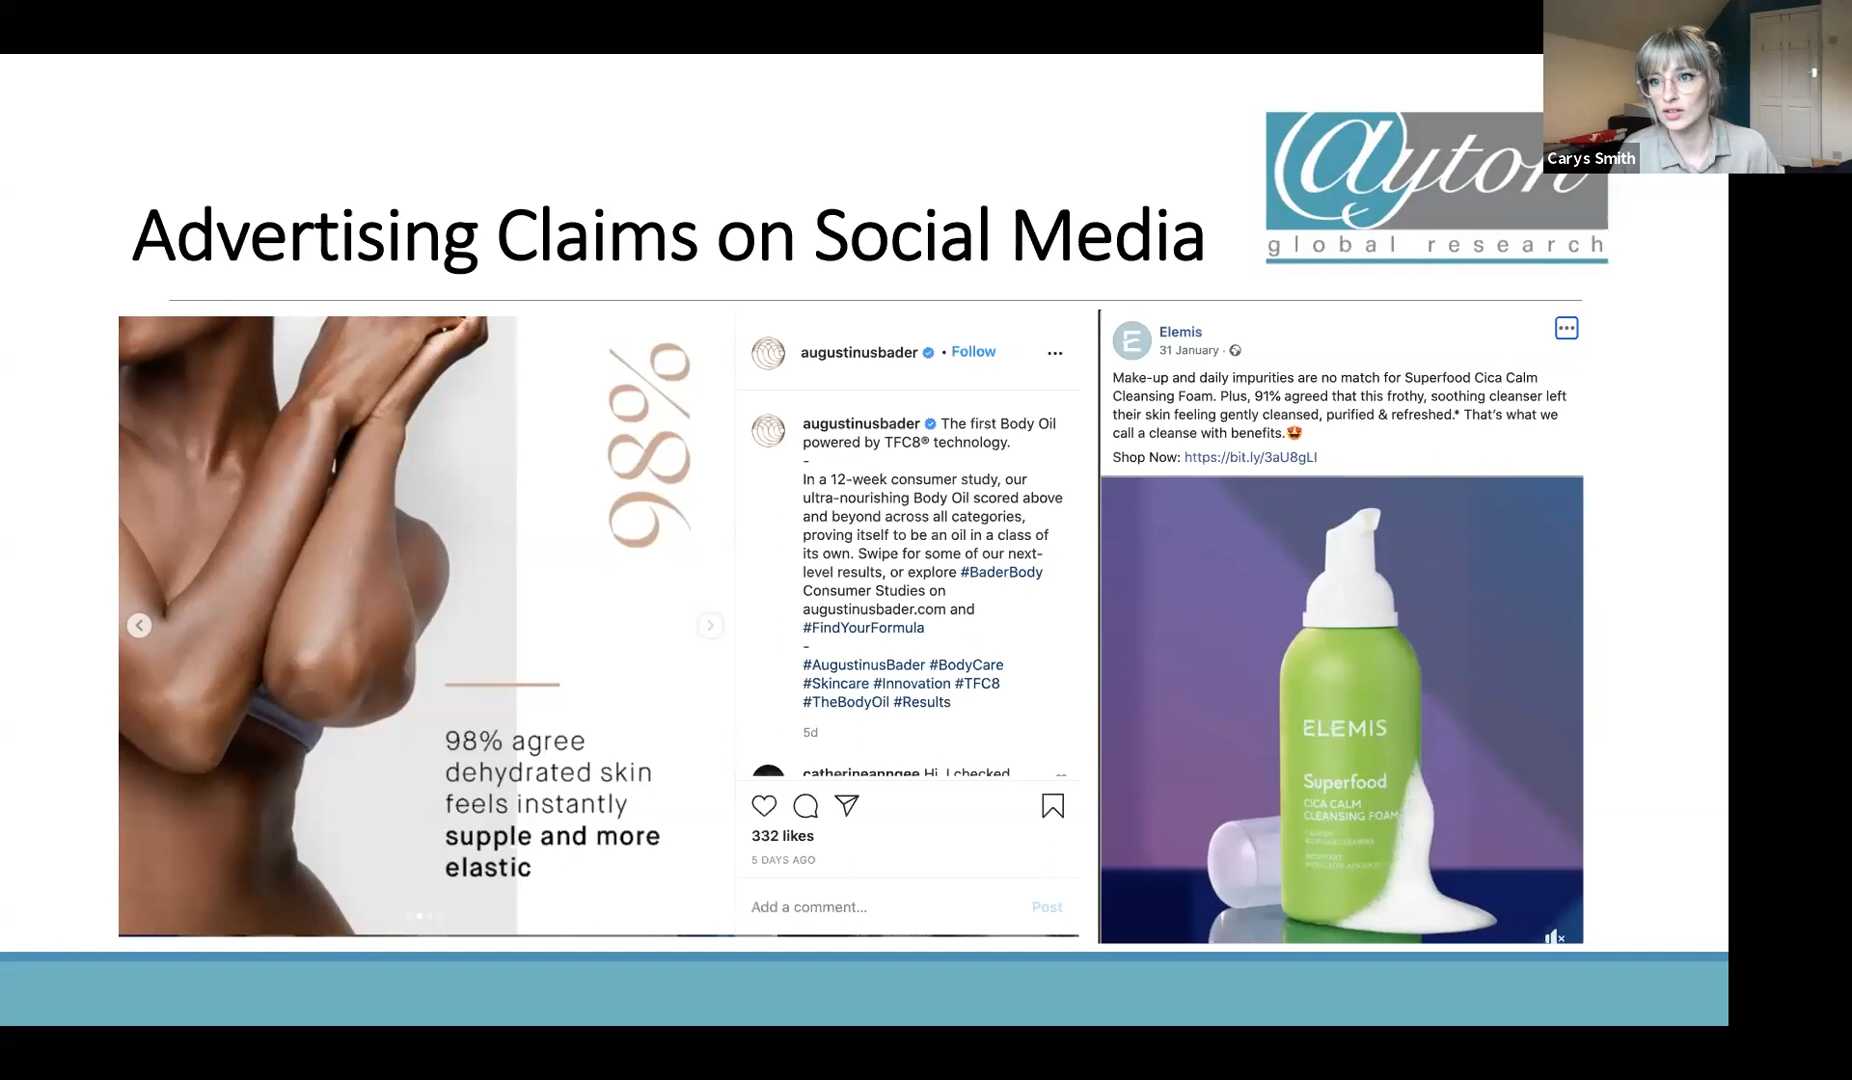 Carys Smith
@yton
global research
Advertising Claims on Social Media
98%
98% agree
dehydrated skin
feels instantly
supple and more
elastic
augustinusbader • Follow
augustinusbader The first Body Oil
powered by TFC8® technology.
-
In a 12-week consumer study, our
ultra-nourishing Body Oil scored above
and beyond across all categories,
proving itself to be an oil in a class of
its own. Swipe for some of our next-
level results, or explore #BaderBody
Consumer Studies on
augustinusbader.com and
#FindYourFormula
-
#AugustinusBader #BodyCare
#Skincare #Innovation #TFC8
#TheBodyOil #Results
5d
catherineanngee Hi, I checked
332 likes
5 DAYS AGO
Add a comment...
Post
E
Elemis
31 January ·
Make-up and daily impurities are no match for Superfood Cica Calm
Cleansing Foam. Plus, 91% agreed that this frothy, soothing cleanser left
their skin feeling gently cleansed, purified & refreshed.* That's what we
call a cleanse with benefits.🤩
Shop Now: https://bit.ly/3aU8gLI
ELEMIS
Superfood
CICA CALM
CLEANSING FOAM